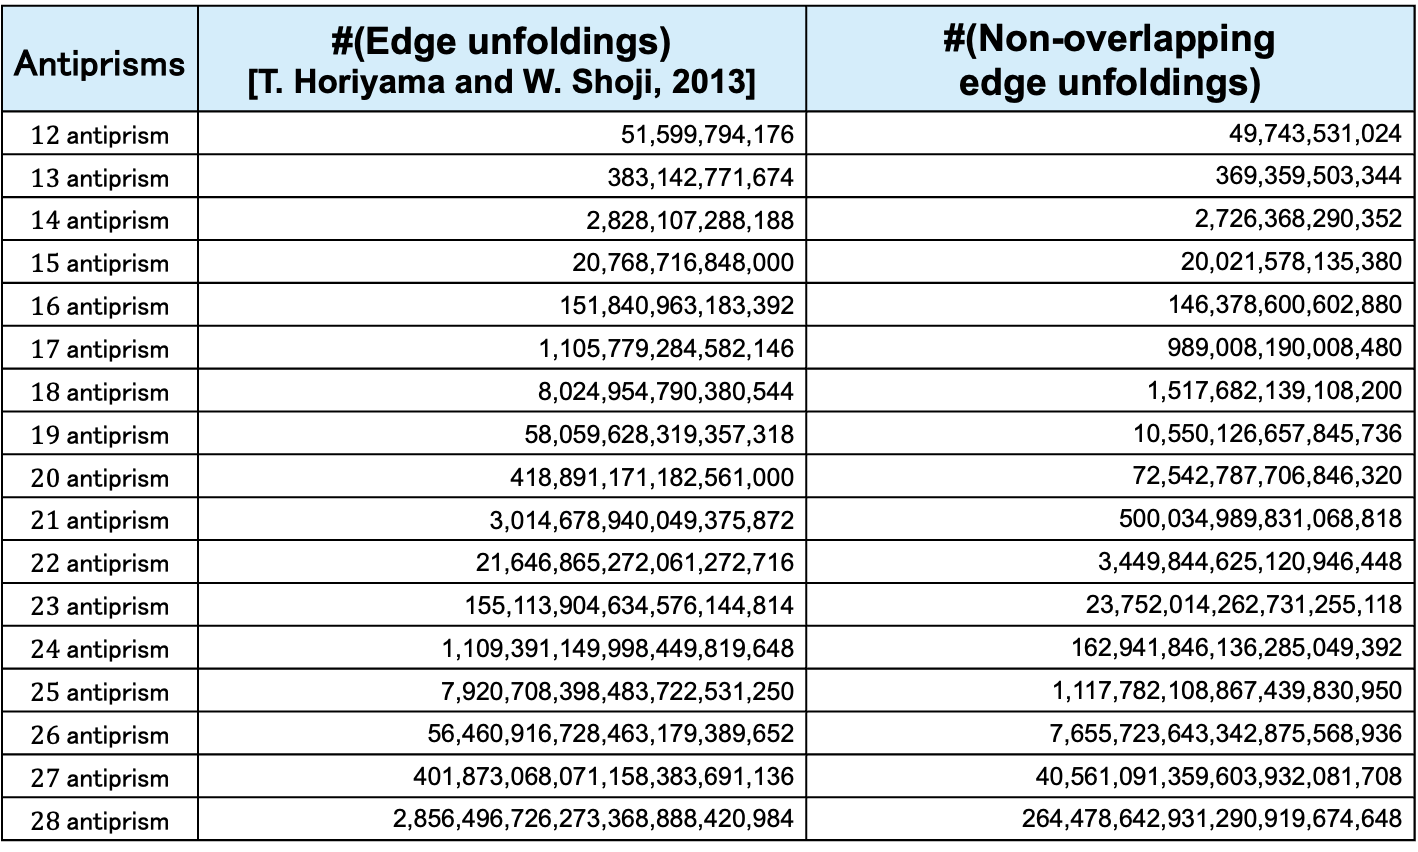 Antiprisms #(Edge unfoldings) [T. Horiyama and W. Shoji, 2013] #(Non-overlapping edge unfoldings)
12 antiprism 51,599,794,176 49,743,531,024
13 antiprism 383,142,771,674 369,359,503,344
14 antiprism 2,828,107,288,188 2,726,368,290,352
15 antiprism 20,768,716,848,000 20,021,578,135,380
16 antiprism 151,840,963,183,392 146,378,600,602,880
17 antiprism 1,105,779,284,582,146 989,008,190,008,480
18 antiprism 8,024,954,790,380,544 1,517,682,139,108,200
19 antiprism 58,059,628,319,357,318 10,550,126,657,845,736
20 antiprism 418,891,171,182,561,000 72,542,787,706,846,320
21 antiprism 3,014,678,940,049,375,872 500,034,989,831,068,818
22 antiprism 21,646,865,272,061,272,716 3,449,844,625,120,946,448
23 antiprism 155,113,904,634,576,144,814 23,752,014,262,731,255,118
24 antiprism 1,109,391,149,998,449,819,648 162,941,846,136,285,049,392
25 antiprism 7,920,708,398,483,722,531,250 1,117,782,108,867,439,830,950
26 antiprism 56,460,916,728,463,179,389,652 7,655,723,643,342,875,568,936
27 antiprism 401,873,068,071,158,383,691,136 40,561,091,359,603,932,081,708
28 antiprism 2,856,496,726,273,368,888,420,984 264,478,642,931,290,919,674,648